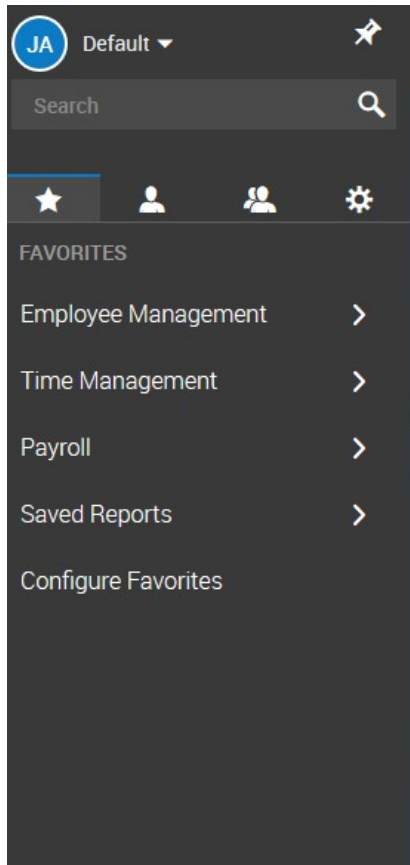 JA
Default
Search
FAVORITES
Employee Management
Time Management
Payroll
Saved Reports
Configure Favorites